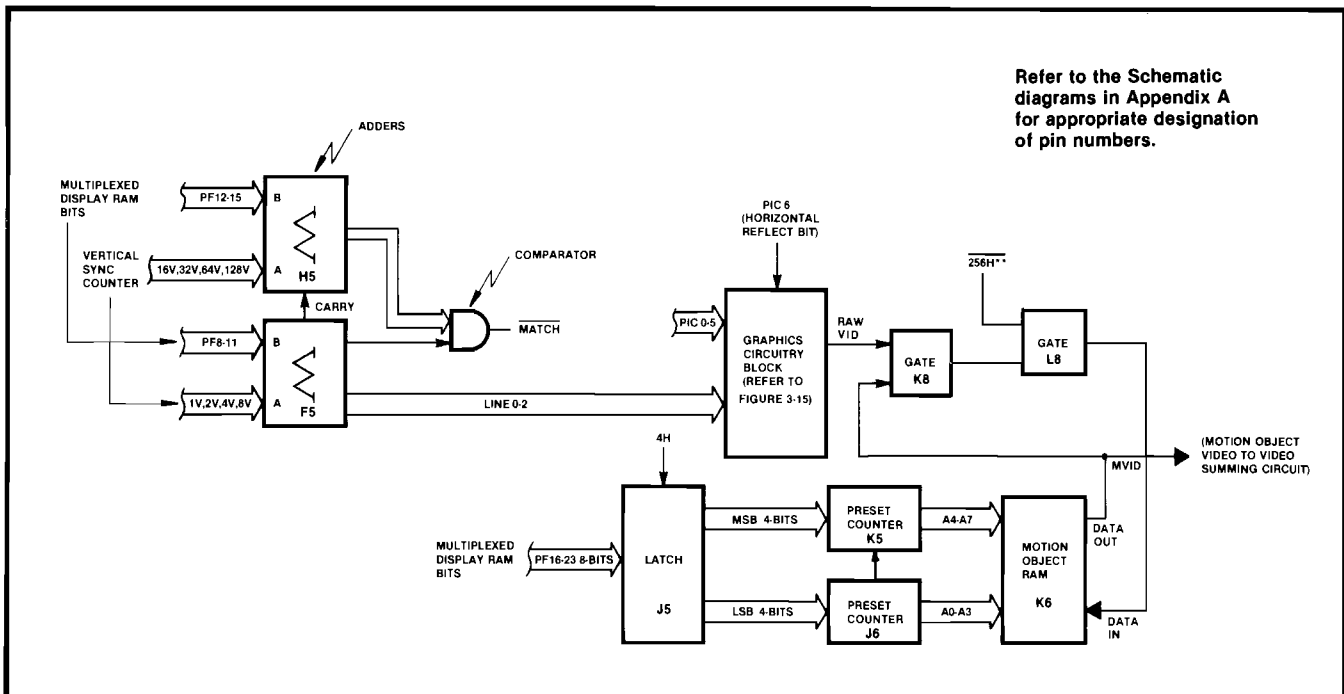 Refer to the Schematic
diagrams in Appendix A
for appropriate designation
of pin numbers.
ADDERS
MULTIPLEXED
DISPLAY RAM
BITS
PF12-15
B
VERTICAL
SYNC
COUNTER
16V,32V,64V,128V
A
H5
CARRY
COMPARATOR
MATCH
PF8-11
B
1V,2V,4V,8V
A
F5
LINE 0-2
PIC 6
(HORIZONTAL
REFLECT BIT)
PIC 0-5
GRAPHICS
CIRCUITRY
BLOCK
(REFER TO
FIGURE 3-15)
RAW
VID
GATE
K8
256H**
GATE
L8
MVID
(MOTION OBJECT
VIDEO TO VIDEO
SUMMING CIRCUIT)
4H
MULTIPLEXED
DISPLAY RAM
BITS
PF16-23 8-BITS
LATCH
J5
MSB 4-BITS
PRESET
COUNTER
K5
A4-A7
LSB 4-BITS
PRESET
COUNTER
J6
A0-A3
MOTION
OBJECT
RAM
K6
DATA
OUT
DATA
IN